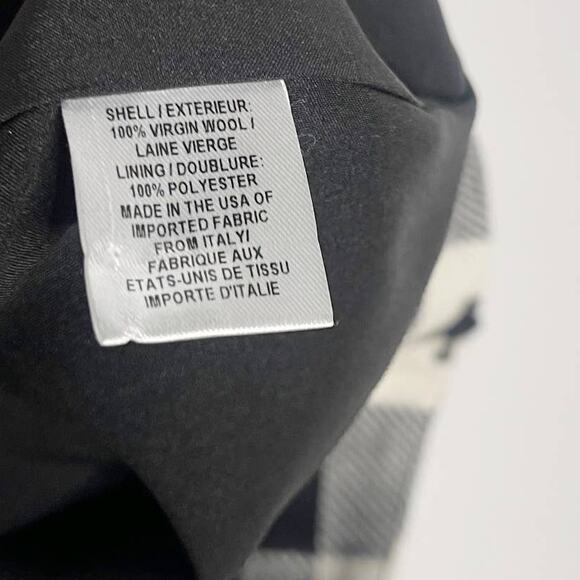 SHELL / EXTERIEUR:
100% VIRGIN WOOL /
LAINE VIERGE
LINING / DOUBLURE:
100% POLYESTER
MADE IN THE USA OF
IMPORTED FABRIC
FROM ITALY/
FABRIQUE AUX
ETATS-UNIS DE TISSU
IMPORTE D'ITALIE